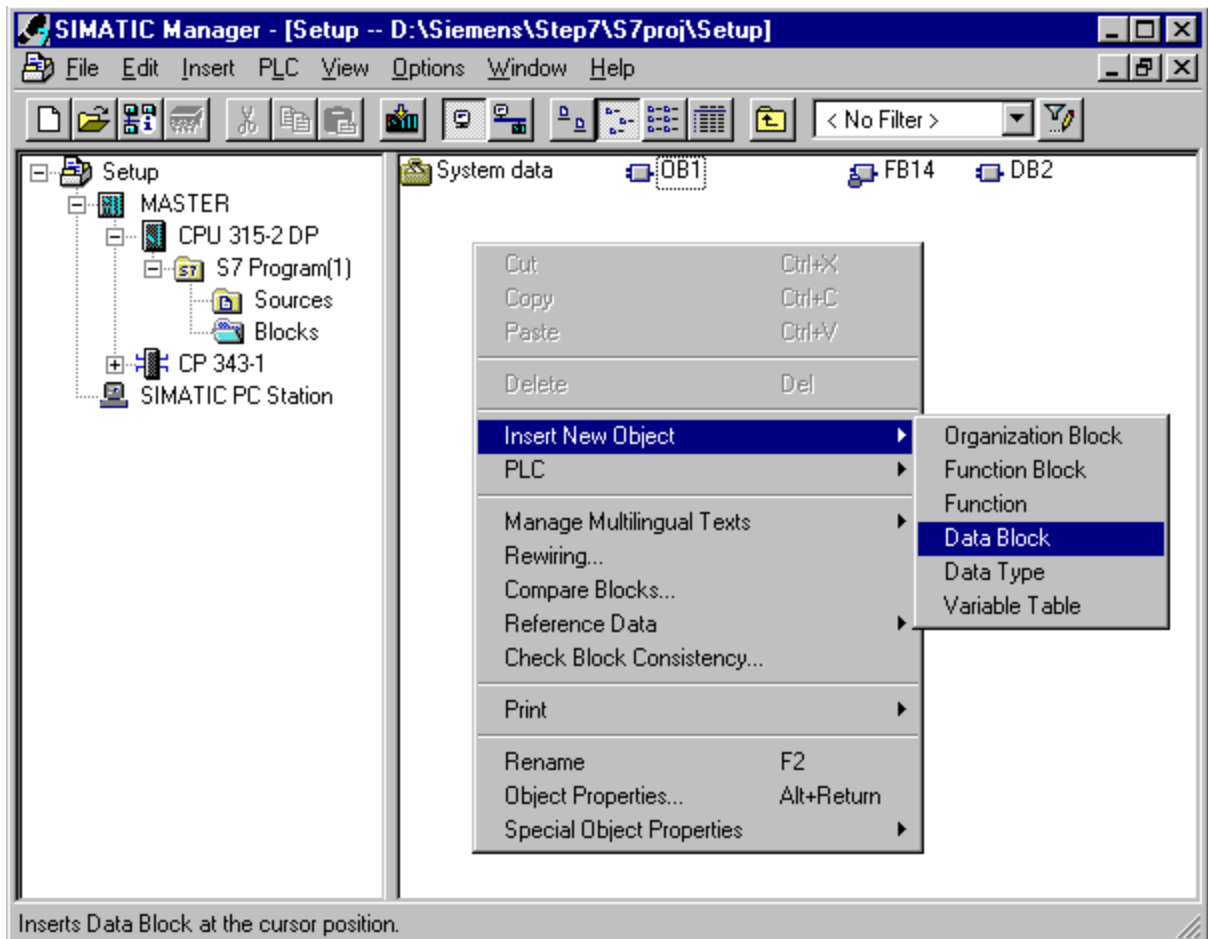 SIMATIC Manager - [Setup -- D:\Siemens\Step7\S7proj\Setup]
File Edit Insert PLC View Options Window Help
< No Filter >
Setup
MASTER
CPU 315-2 DP
S7 Program(1)
Sources
Blocks
CP 343-1
SIMATIC PC Station
System data OB1 FB14 DB2
Cut Ctrl+X
Copy Ctrl+C
Paste Ctrl+V
Delete Del
Insert New Object
PLC
Manage Multilingual Texts
Rewiring...
Compare Blocks...
Reference Data
Check Block Consistency...
Print
Rename F2
Object Properties... Alt+Return
Special Object Properties
Organization Block
Function Block
Function
Data Block
Data Type
Variable Table
Inserts Data Block at the cursor position.